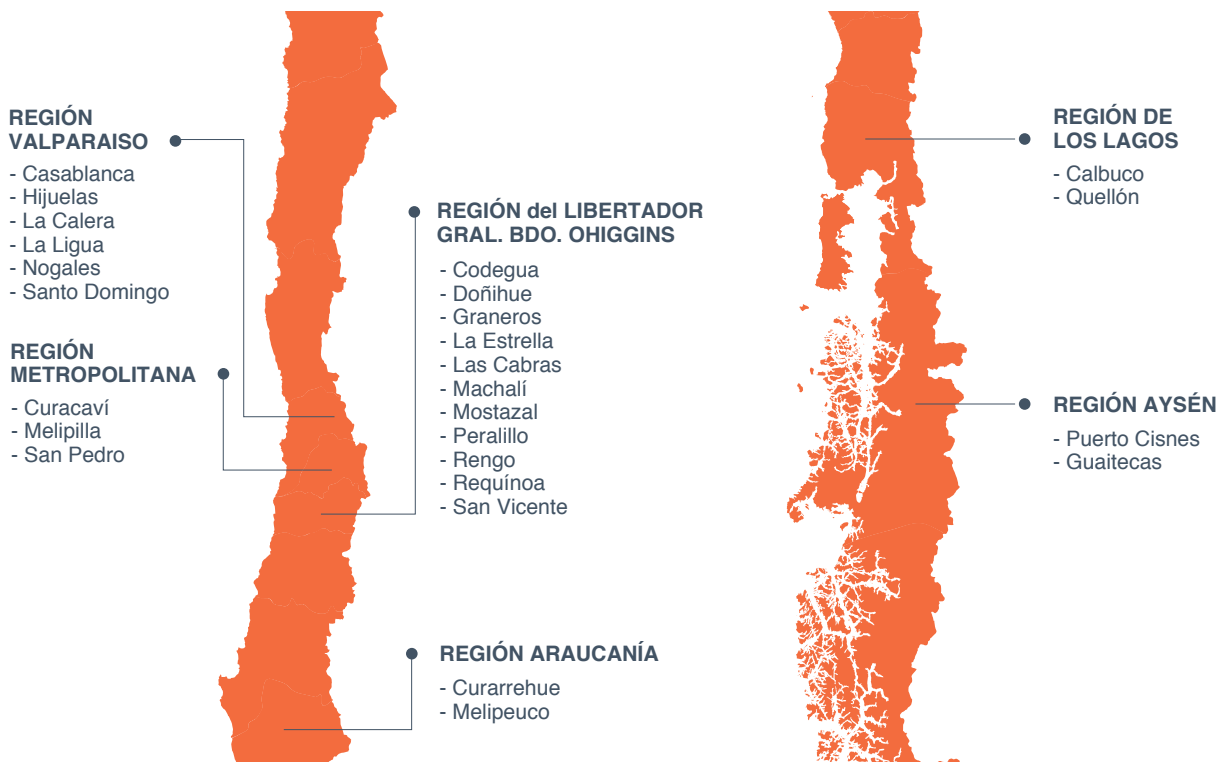 REGIÓN
VALPARAISO
- Casablanca
- Hijuelas
- La Calera
- La Ligua
- Nogales
- Santo Domingo
REGIÓN
METROPOLITANA
- Curacaví
- Melipilla
- San Pedro
REGIÓN del LIBERTADOR
GRAL. BDO. OHIGGINS
- Codegua
- Doñihue
- Graneros
- La Estrella
- Las Cabras
- Machalí
- Mostazal
- Peralillo
- Rengo
- Requínoa
- San Vicente
REGIÓN ARAUCANÍA
- Curarrehue
- Melipeuco
REGIÓN DE
LOS LAGOS
- Calbuco
- Quellón
REGIÓN AYSÉN
- Puerto Cisnes
- Guaitecas